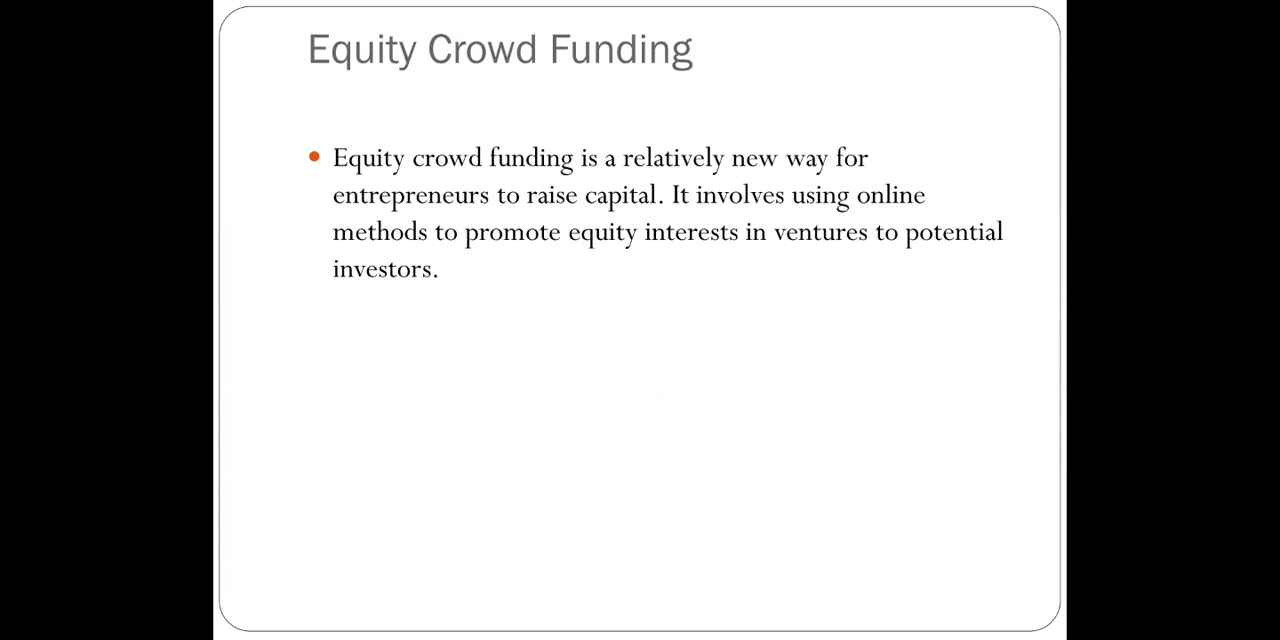 Equity Crowd Funding
Equity crowd funding is a relatively new way for
entrepreneurs to raise capital. It involves using online
methods to promote equity interests in ventures to potential
investors.